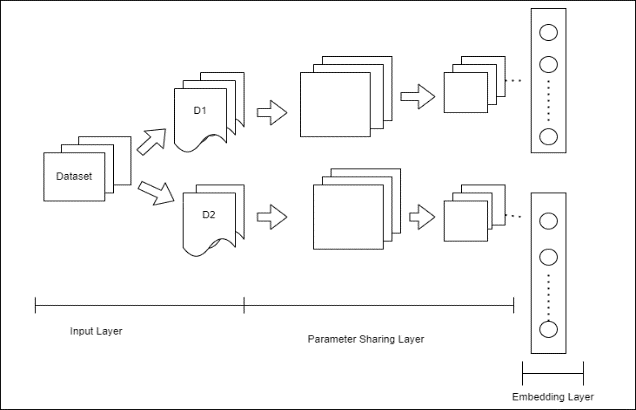 D1
Dataset
D2
Input Layer
Parameter Sharing Layer
Embedding Layer